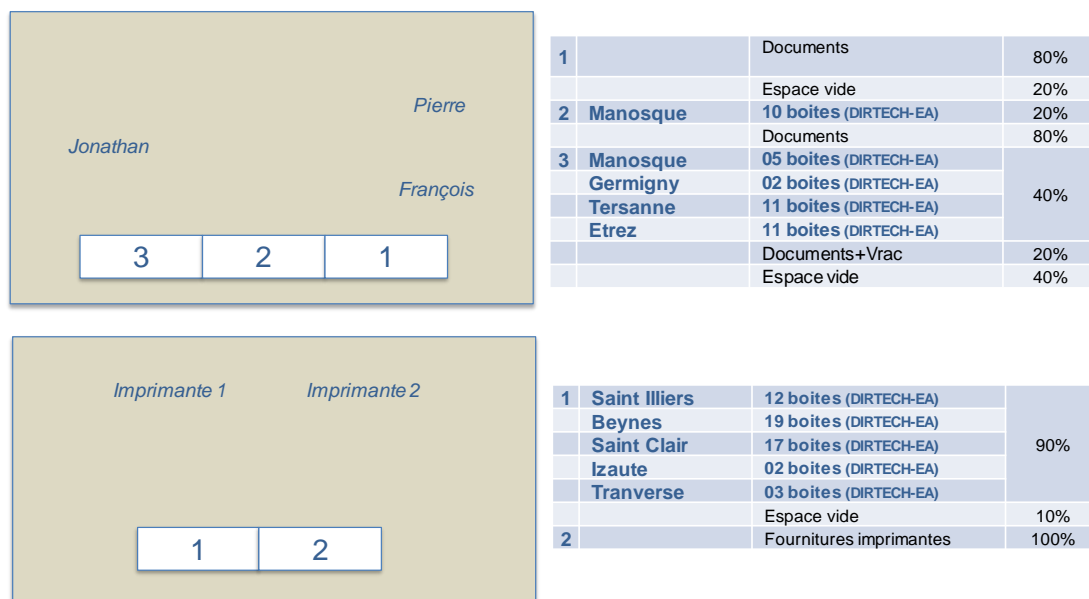 Pierre
Jonathan
François
3 2 1
1 Documents 80%
Espace vide 20%
2 Manosque 10 boites (DIRTECH-EA) 20%
Documents 80%
3 Manosque 05 boites (DIRTECH-EA)
Germigny 02 boites (DIRTECH-EA)
40%
Tersanne 11 boites (DIRTECH-EA)
Etrez 11 boites (DIRTECH-EA)
Documents+Vrac 20%
Espace vide 40%
Imprimante 1 Imprimante 2
1 2
1 Saint Illiers 12 boites (DIRTECH-EA)
Beynes 19 boites (DIRTECH-EA)
Saint Clair 17 boites (DIRTECH-EA) 90%
Izaute 02 boites (DIRTECH-EA)
Tranverse 03 boites (DIRTECH-EA)
Espace vide 10%
2 Fournitures imprimantes 100%